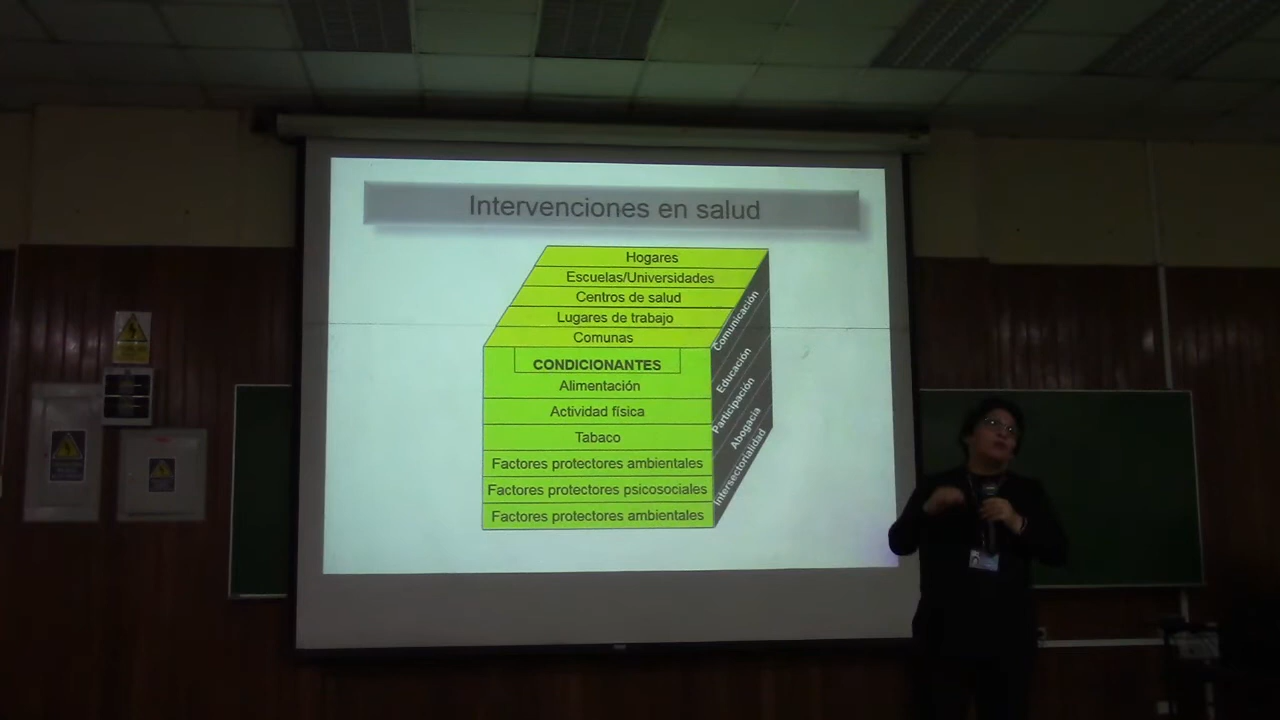 Intervenciones en salud
Hogares
Escuelas/Universidades
Centros de salud
Lugares de trabajo
Comunas
CONDICIONANTES
Alimentación
Actividad física
Tabaco
Factores protectores ambientales
Factores protectores psicosociales
Factores protectores ambientales
Comunicación
Educación
Participación
Abogacía
Intersectorialidad